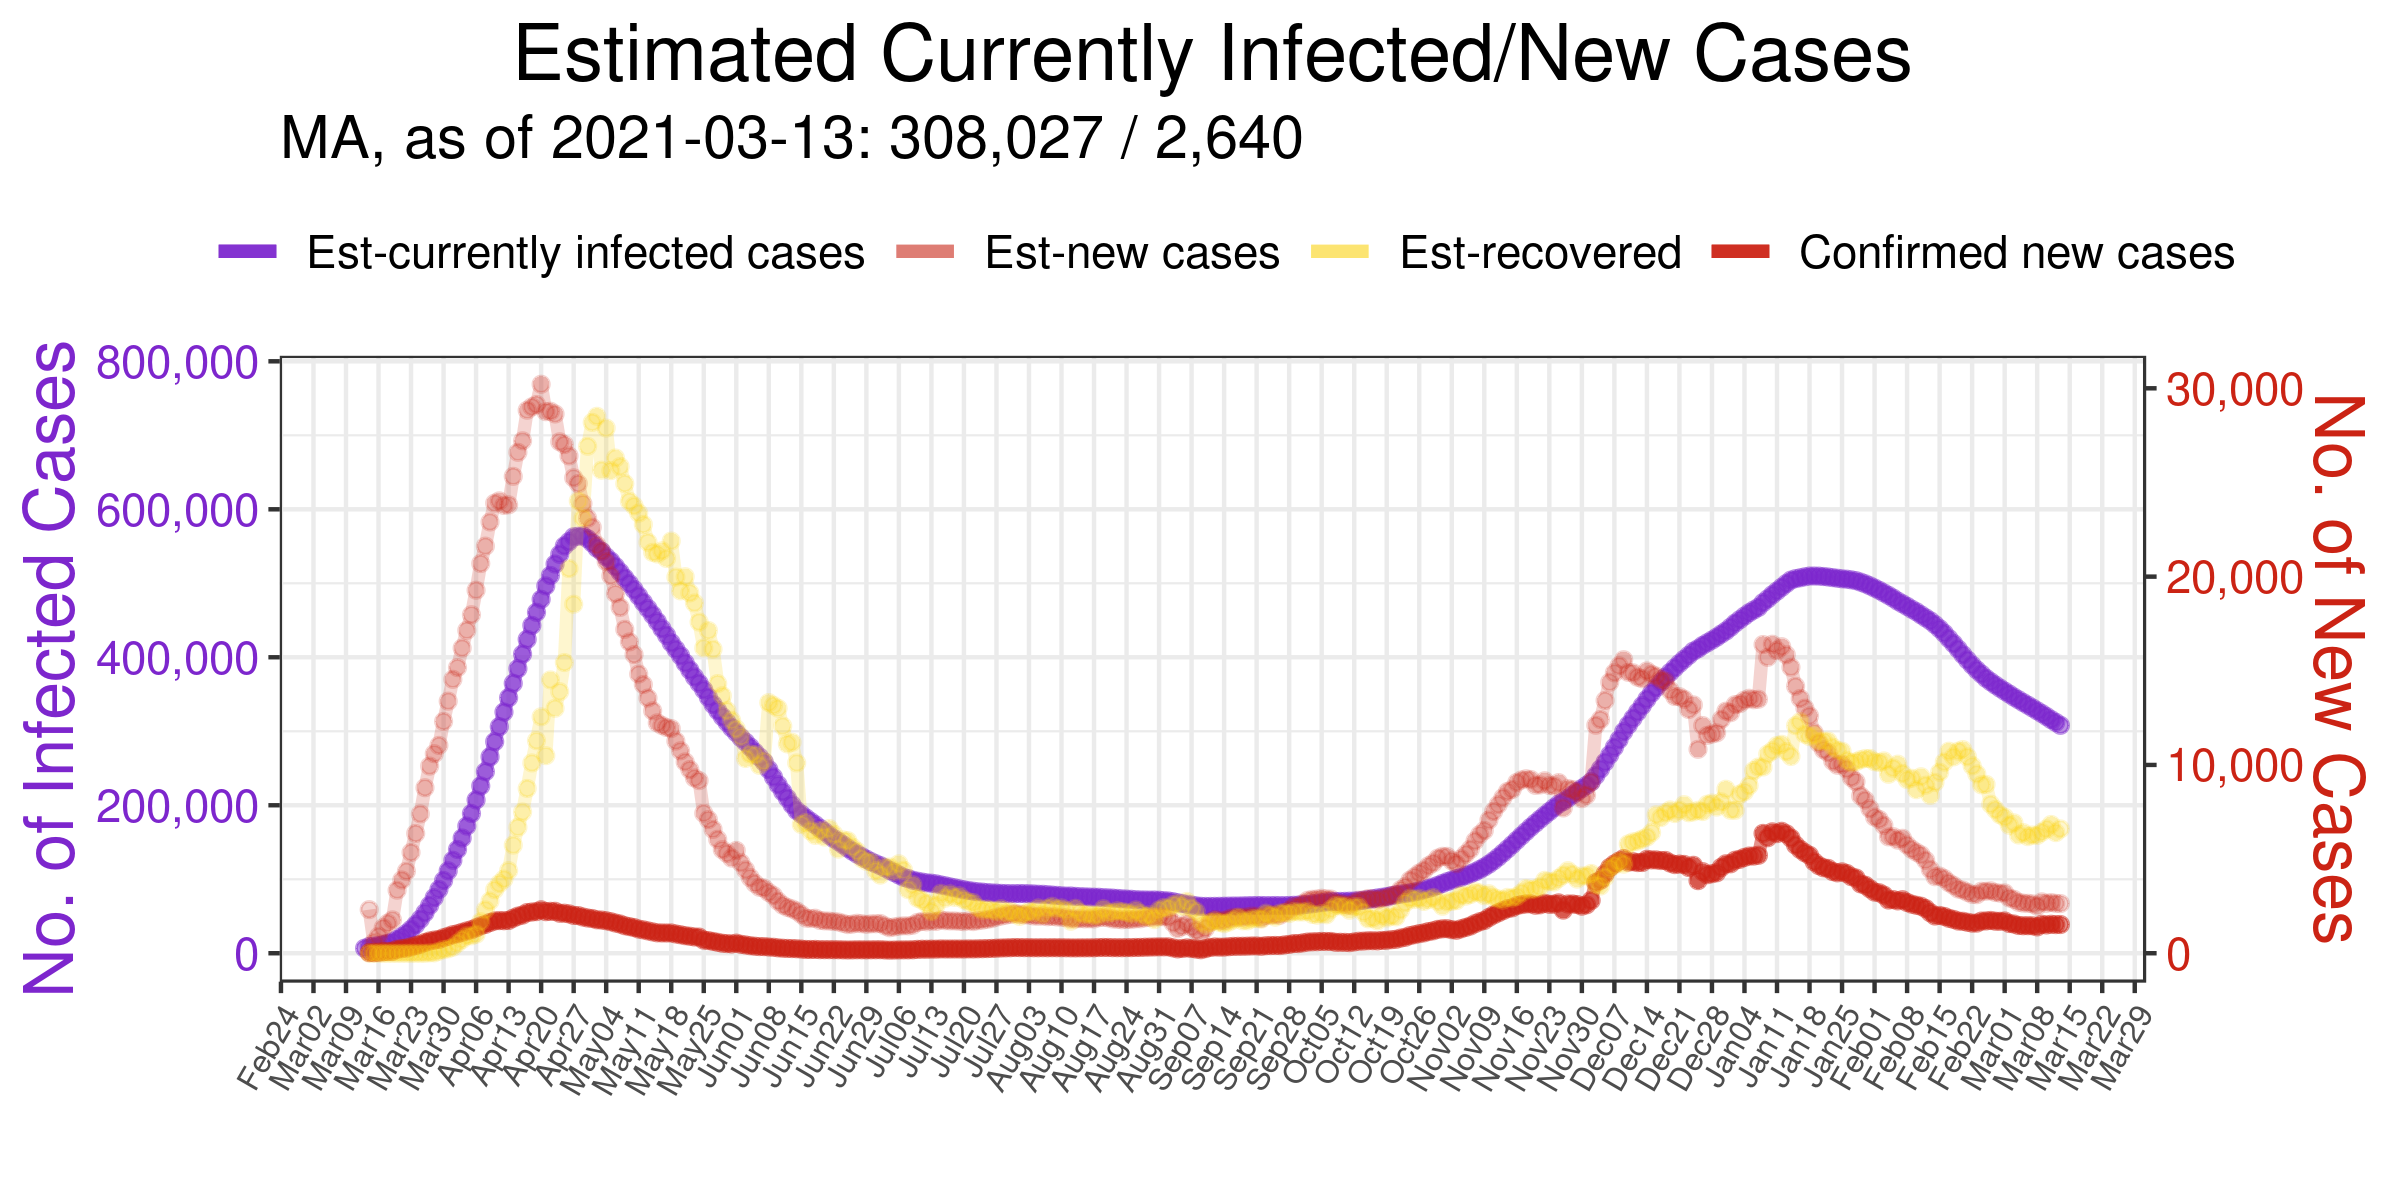 Estimated Currently Infected/New Cases
MA, as of 2021-03-13: 308,027 / 2,640
Est-currently infected cases Est-new cases Est-recovered Confirmed new cases
No. of Infected Cases
800,000
600,000
400,000
200,000
0
30,000
20,000
10,000
0
No. of New Cases
Feb24
Mar02
Mar09
Mar16
Mar23
Mar30
Apr06
Apr13
Apr20
Apr27
May04
May11
May18
May25
Jun01
Jun08
Jun15
Jun22
Jun29
Jul06
Jul13
Jul20
Jul27
Aug03
Aug10
Aug17
Aug24
Aug31
Sep07
Sep14
Sep21
Sep28
Oct05
Oct12
Oct19
Oct26
Nov02
Nov09
Nov16
Nov23
Nov30
Dec07
Dec14
Dec21
Dec28
Jan04
Jan11
Jan18
Jan25
Feb01
Feb08
Feb15
Feb22
Mar01
Mar08
Mar15
Mar22
Mar29